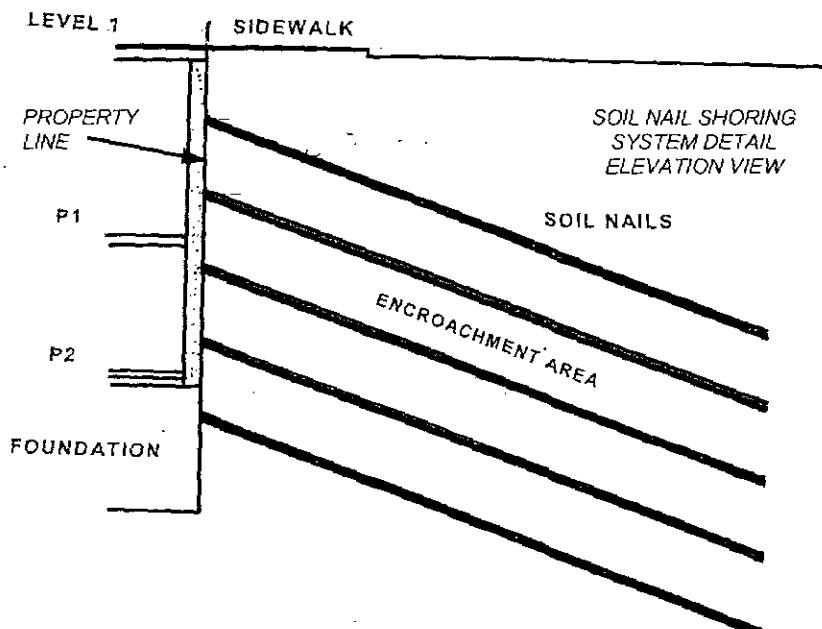 LEVEL 1
SIDEWALK
PROPERTY
LINE
SOIL NAIL SHORING
SYSTEM DETAIL
ELEVATION VIEW
P1
SOIL NAILS
ENCROACHMENT AREA
P2
FOUNDATION